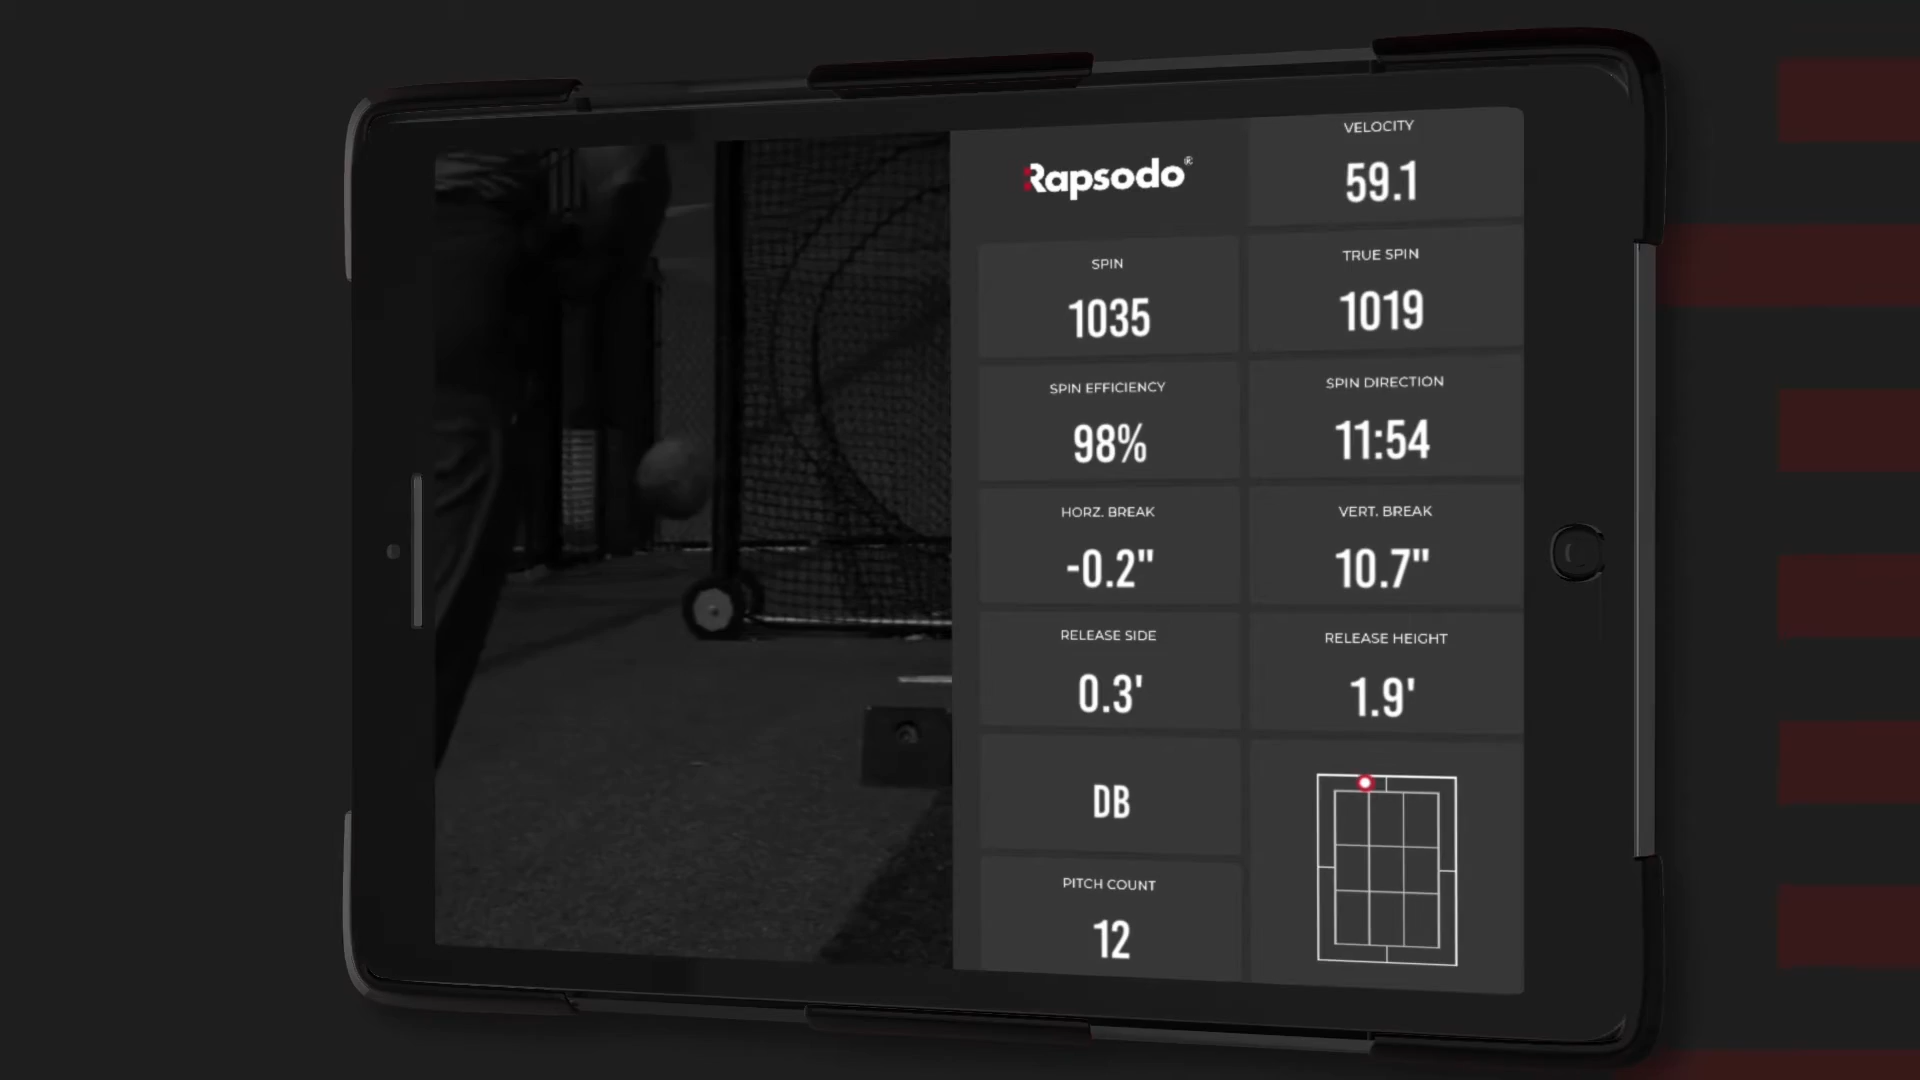 Rapsodo®
VELOCITY
59.1
SPIN
1035
TRUE SPIN
1019
SPIN EFFICIENCY
98%
SPIN DIRECTION
11:54
HORZ. BREAK
-0.2"
VERT. BREAK
10.7"
RELEASE SIDE
0.3'
RELEASE HEIGHT
1.9'
DB
PITCH COUNT
12